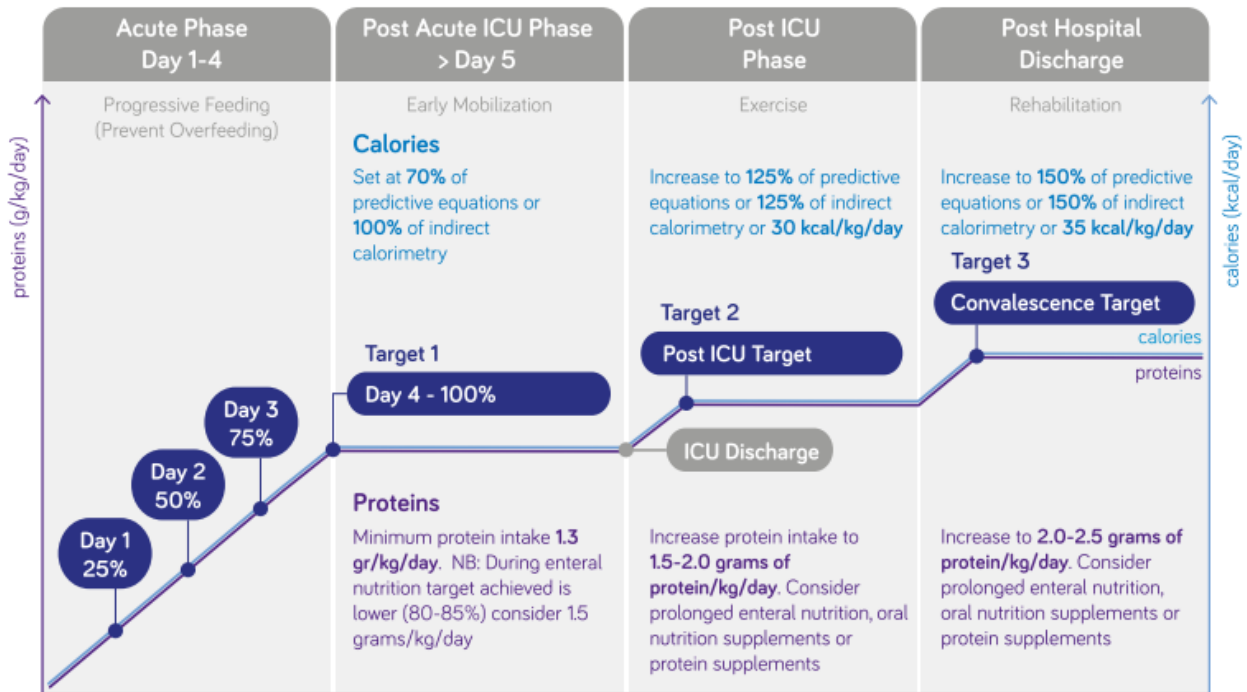 Acute Phase
Day 1-4
Post Acute ICU Phase
> Day 5
Post ICU
Phase
Post Hospital
Discharge
proteins (g/kg/day)
calories (kcal/day)
Progressive Feeding
(Prevent Overfeeding)
Early Mobilization
Exercise
Rehabilitation
Calories
Set at 70% of
predictive equations or
100% of indirect
calorimetry
Increase to 125% of predictive
equations or 125% of indirect
calorimetry or 30 kcal/kg/day
Increase to 150% of predictive
equations or 150% of indirect
calorimetry or 35 kcal/kg/day
Day 1
25%
Day 2
50%
Day 3
75%
Target 1
Day 4 - 100%
Target 2
Post ICU Target
ICU Discharge
Target 3
Convalescence Target
calories
proteins
Proteins
Minimum protein intake 1.3
gr/kg/day. NB: During enteral
nutrition target achieved is
lower (80-85%) consider 1.5
grams/kg/day
Increase protein intake to
1.5-2.0 grams of
protein/kg/day. Consider
prolonged enteral nutrition, oral
nutrition supplements or
protein supplements
Increase to 2.0-2.5 grams of
protein/kg/day. Consider
prolonged enteral nutrition,
oral nutrition supplements or
protein supplements